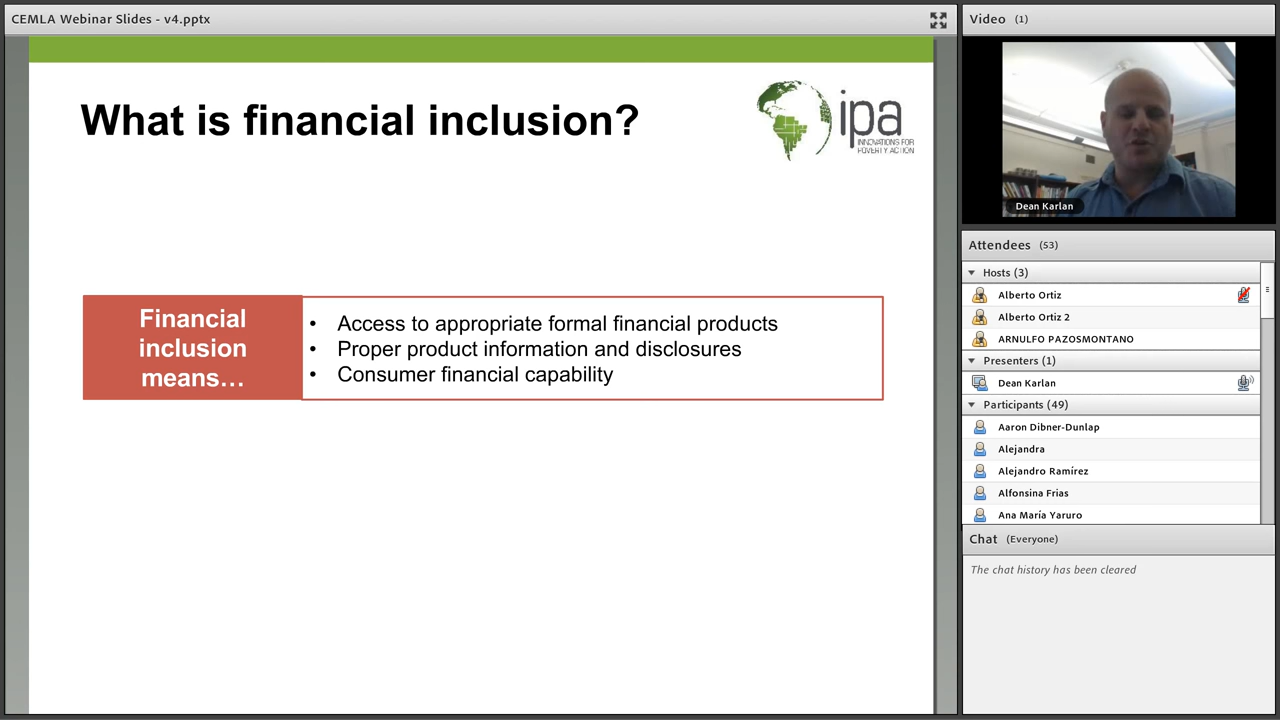 CEMLA Webinar Slides - v4.pptx
What is financial inclusion?
ipa
INNOVATIONS FOR
POVERTY ACTION
Financial
inclusion
means…
• Access to appropriate formal financial products
• Proper product information and disclosures
• Consumer financial capability
Video (1)
Dean Karlan
Attendees (53)
Hosts (3)
Alberto Ortiz
Alberto Ortiz 2
ARNULFO PAZOSMONTANO
Presenters (1)
Dean Karlan
Participants (49)
Aaron Dibner-Dunlap
Alejandra
Alejandro Ramírez
Alfonsina Frias
Ana María Yaruro
Chat (Everyone)
The chat history has been cleared